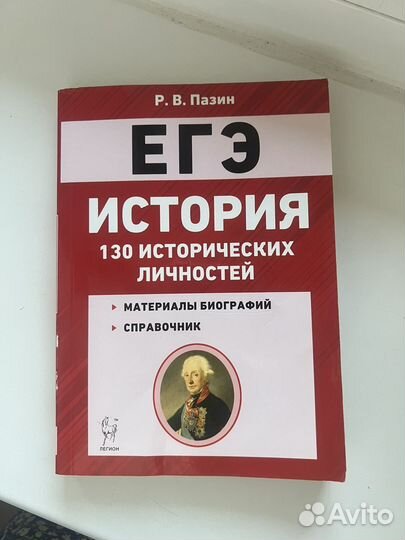 Р. В. Пазин
ЕГЭ
ИСТОРИЯ
130 ИСТОРИЧЕСКИХ
ЛИЧНОСТЕЙ
МАТЕРИАЛЫ БИОГРАФИЙ
СПРАВОЧНИК
ЛЕГИОН
Avito